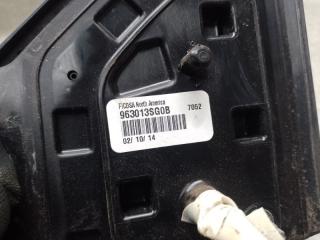 FICOSA North America
963013SG0B 7052
02/ 10/ 14